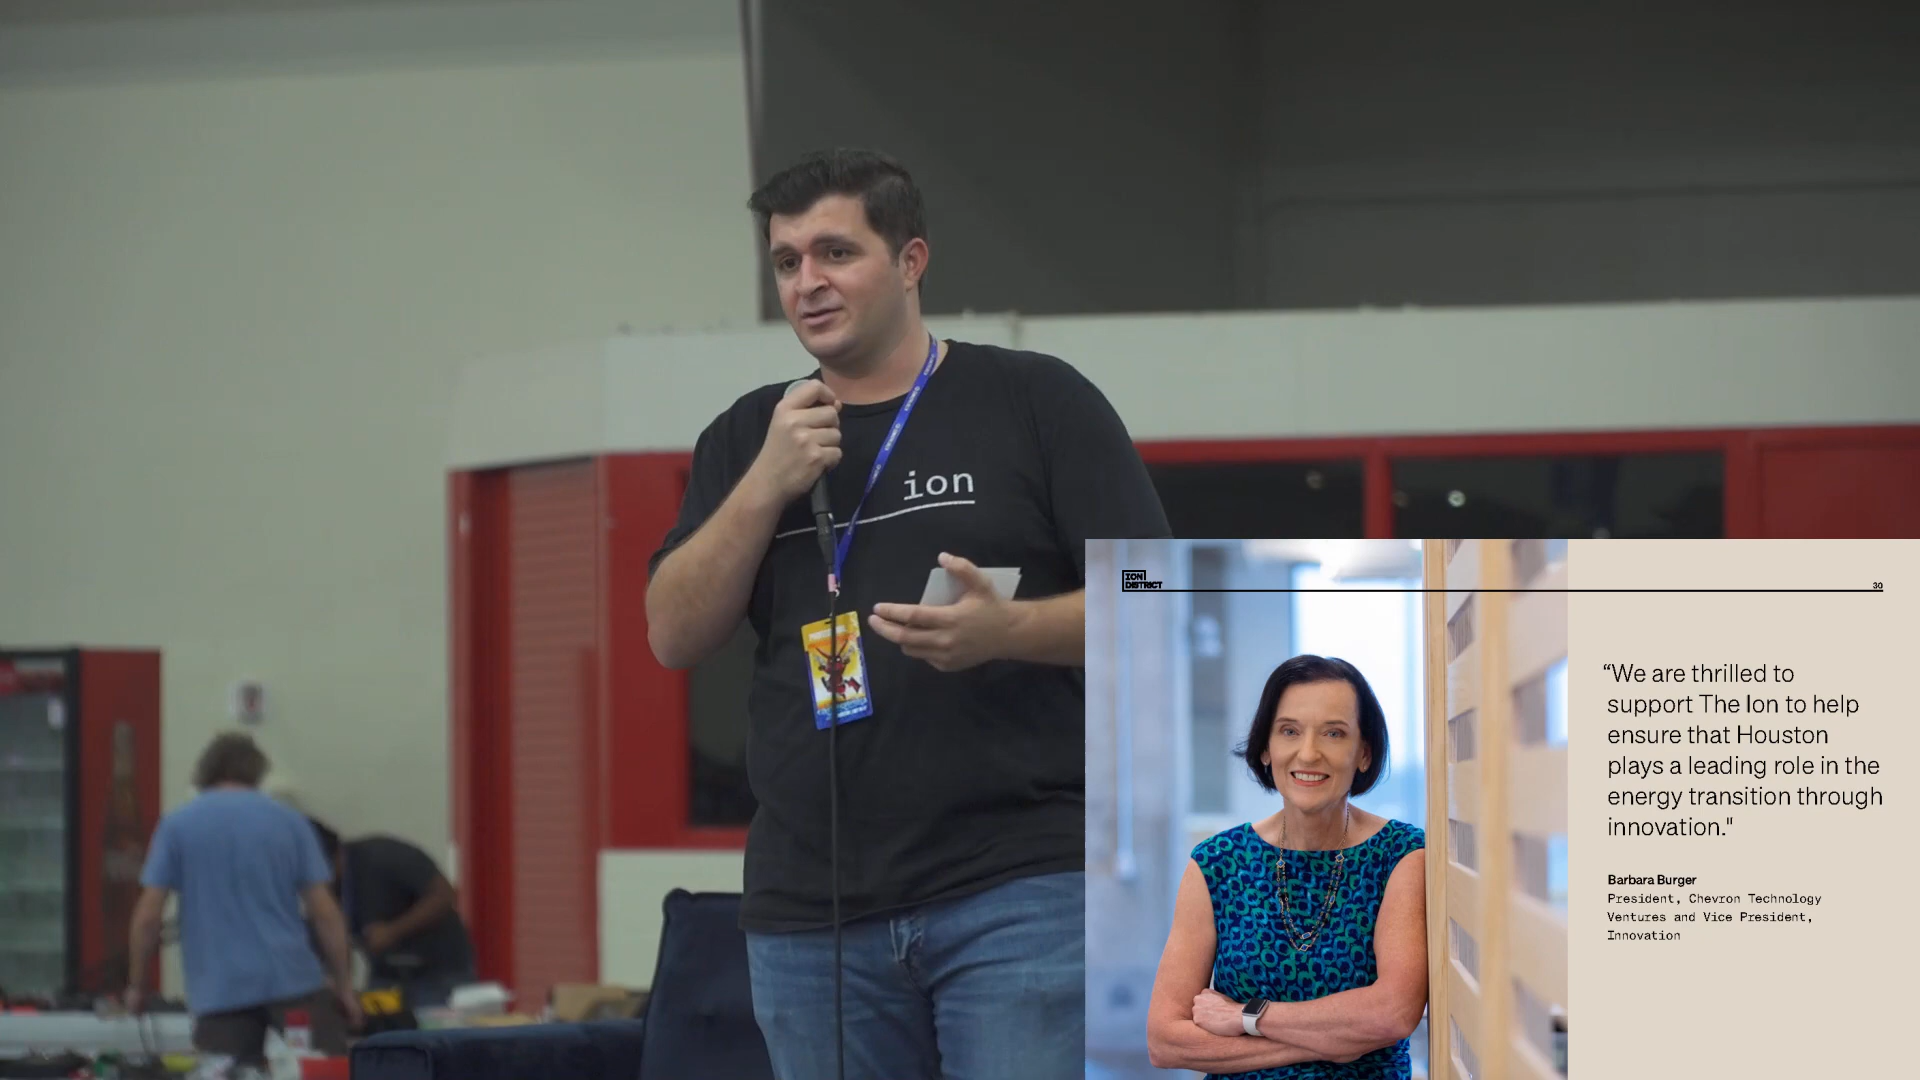 ion
ION
DISTRICT
30
“We are thrilled to
support The Ion to help
ensure that Houston
plays a leading role in the
energy transition through
innovation."
Barbara Burger
President, Chevron Technology
Ventures and Vice President,
Innovation